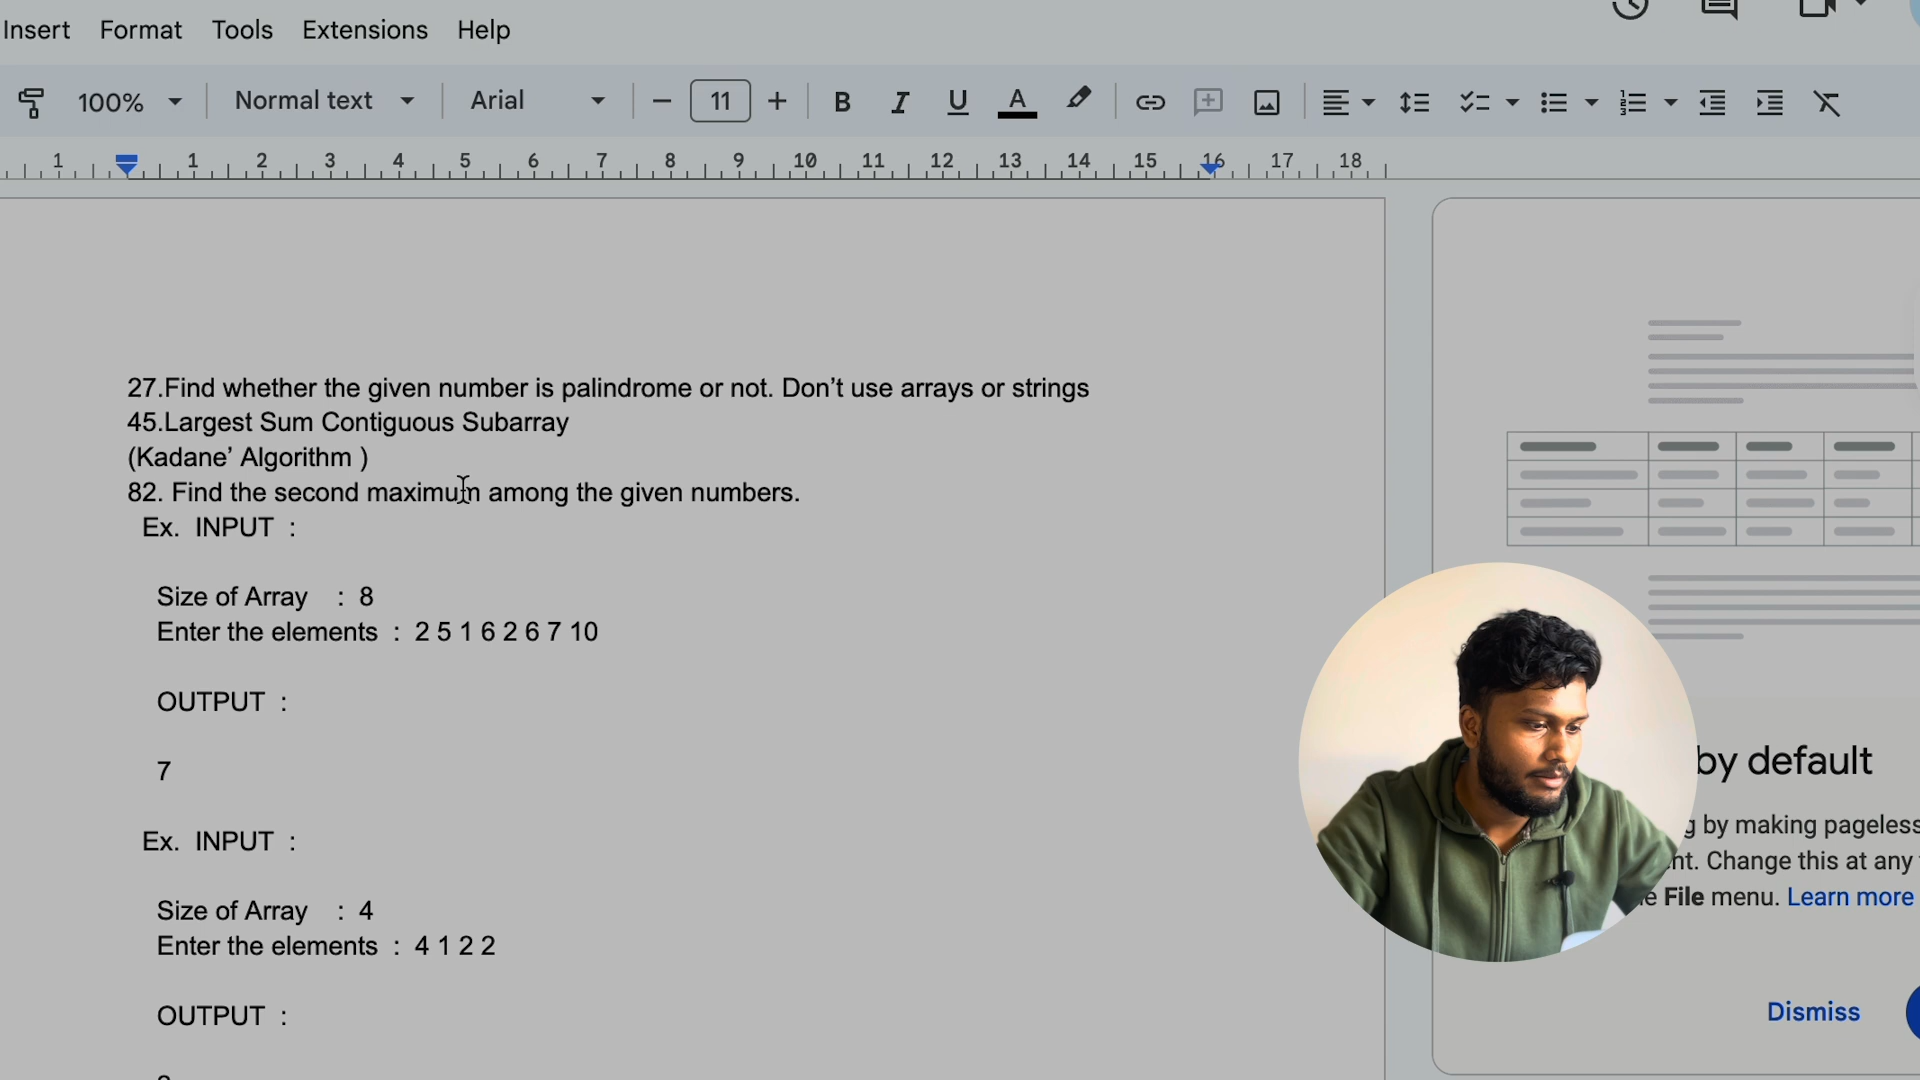 Insert Format Tools Extensions Help
100% Normal text Arial 11 B I U A
1 1 2 3 4 5 6 7 8 9 10 11 12 13 14 15 16 17 18
27.Find whether the given number is palindrome or not. Don’t use arrays or strings
45.Largest Sum Contiguous Subarray
(Kadane’ Algorithm )
82. Find the second maximum among the given numbers.
Ex. INPUT :
Size of Array : 8
Enter the elements : 2 5 1 6 2 6 7 10
OUTPUT :
7
Ex. INPUT :
Size of Array : 4
Enter the elements : 4 1 2 2
OUTPUT :
by default
by making pageless
Change this at any
File menu. Learn more
Dismiss